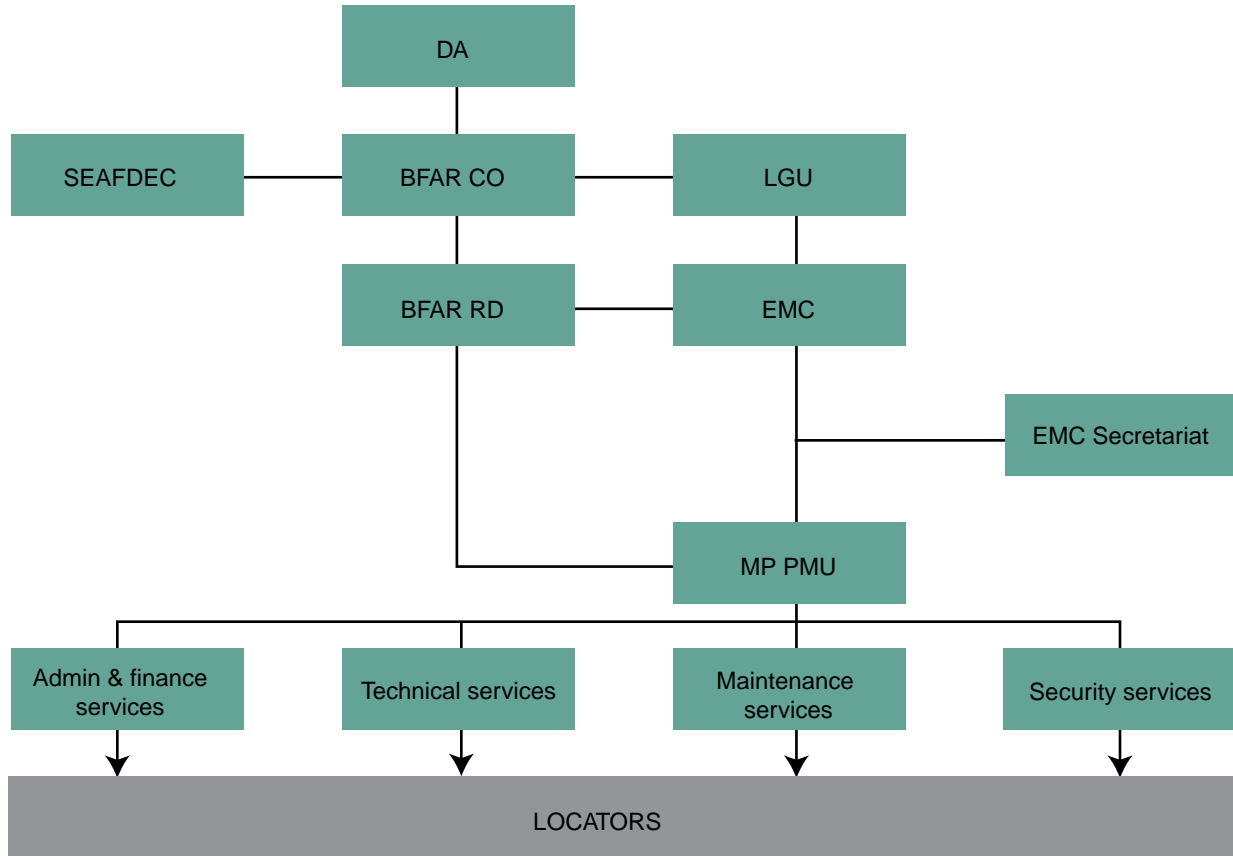 DA
SEAFDEC
BFAR CO
LGU
BFAR RD
EMC
EMC Secretariat
MP PMU
Admin & finance
services
Technical services
Maintenance
services
Security services
LOCATORS